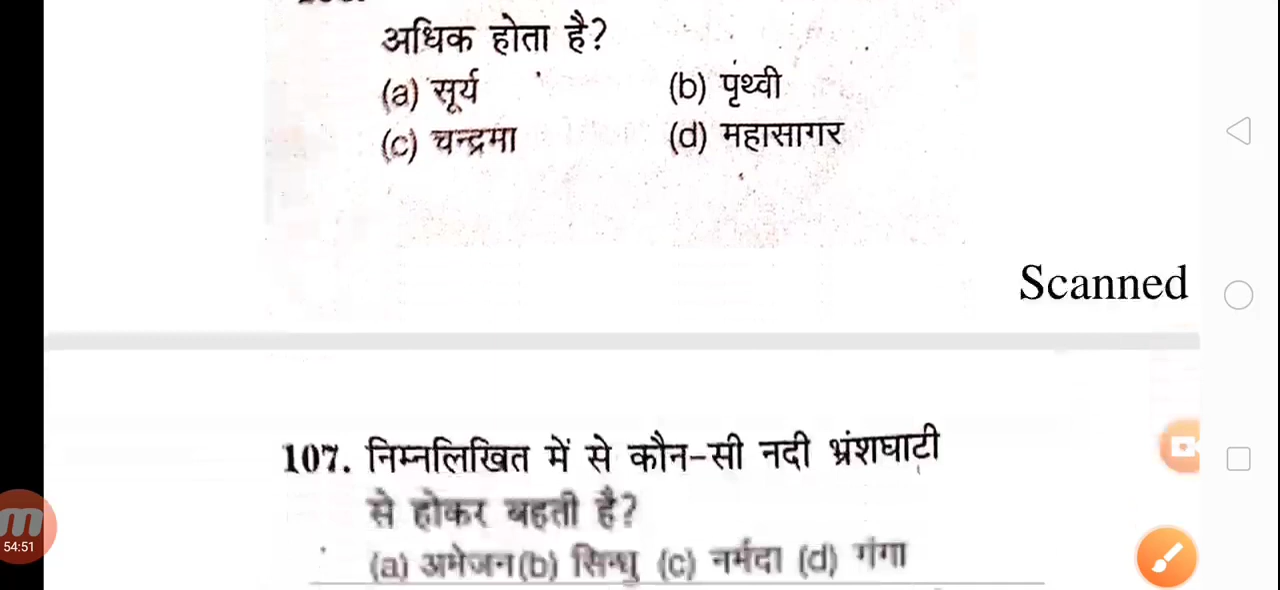 अधिक होता है?
(a) सूर्य (b) पृथ्वी
(c) चन्द्रमा (d) महासागर
Scanned
107. निम्नलिखित में से कौन-सी नदी भ्रंशघाटी
से होकर बहती है?
(a) अमेजन (b) सिन्धु (c) नर्मदा (d) गंगा
54:51